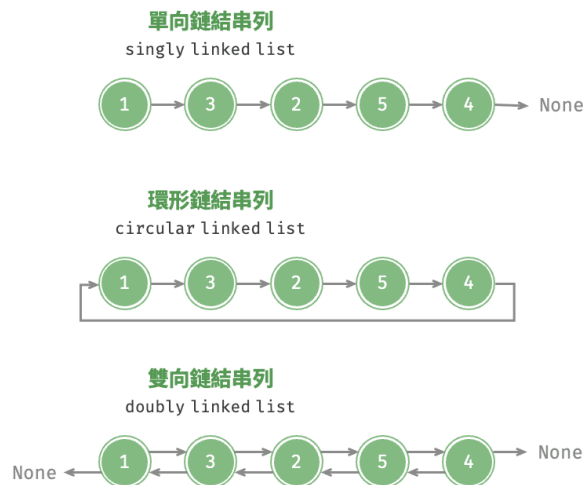 單向鏈結串列
singly linked list
1 3 2 5 4 None
環形鏈結串列
circular linked list
1 3 2 5 4
雙向鏈結串列
doubly linked list
1 3 2 5 4 None
None